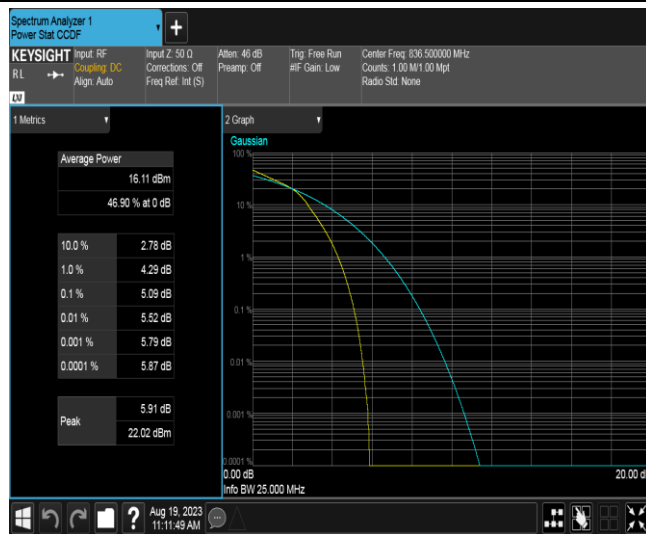 Spectrum Analyzer 1
Power Stat CCDF
KEYSIGHT
RL
Input: RF
Coupling: DC
Align: Auto
Input Z: 50 Ω
Corrections: Off
Freq Ref: Int (S)
Atten: 46 dB
Preamp: Off
Trig: Free Run
#IF Gain: Low
Center Freq: 836.500000 MHz
Counts: 1.00 M/1.00 Mpt
Radio Std: None
LXI
1 Metrics
Average Power
16.11 dBm
46.90 % at 0 dB
10.0 % 2.78 dB
1.0 % 4.29 dB
0.1 % 5.09 dB
0.01 % 5.52 dB
0.001 % 5.79 dB
0.0001 % 5.87 dB
Peak
5.91 dB
22.02 dBm
2 Graph
Gaussian
100 %
10 %
1 %
0.1 %
0.01 %
0.001 %
0.0001 %
0.00 dB
20.00 d
Info BW 25.000 MHz
?
Aug 19, 2023
11:11:49 AM